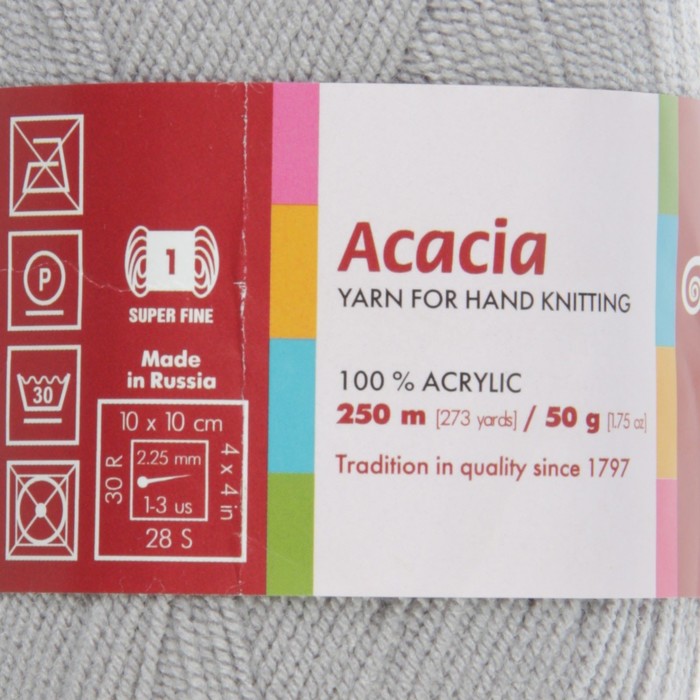 P
30
1
SUPER FINE
Made
in Russia
10 x 10 cm
30 R
2.25 mm
1-3 us
4 x 4 in
28 S
Acacia
YARN FOR HAND KNITTING
100 % ACRYLIC
250 m [273 yards] / 50 g [1.75 oz]
Tradition in quality since 1797